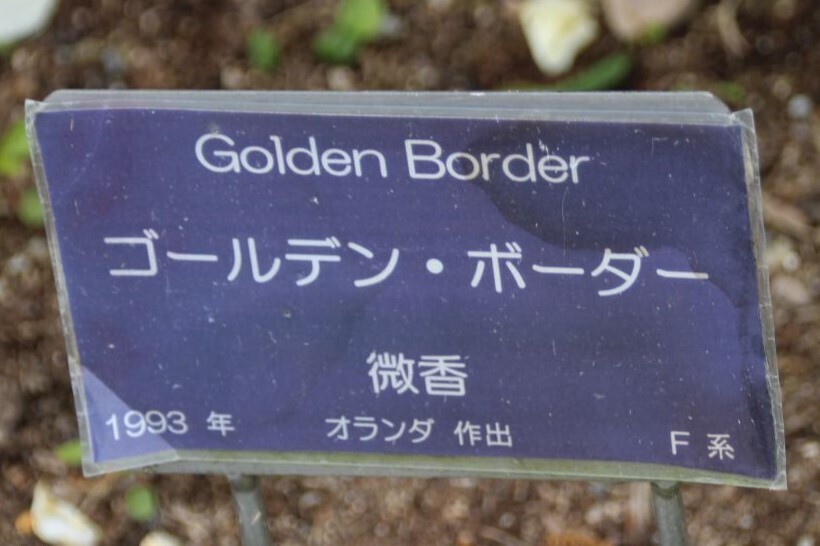 Golden Border
ゴールデン・ボーダー
微香
1993 年 オランダ 作出 F 系